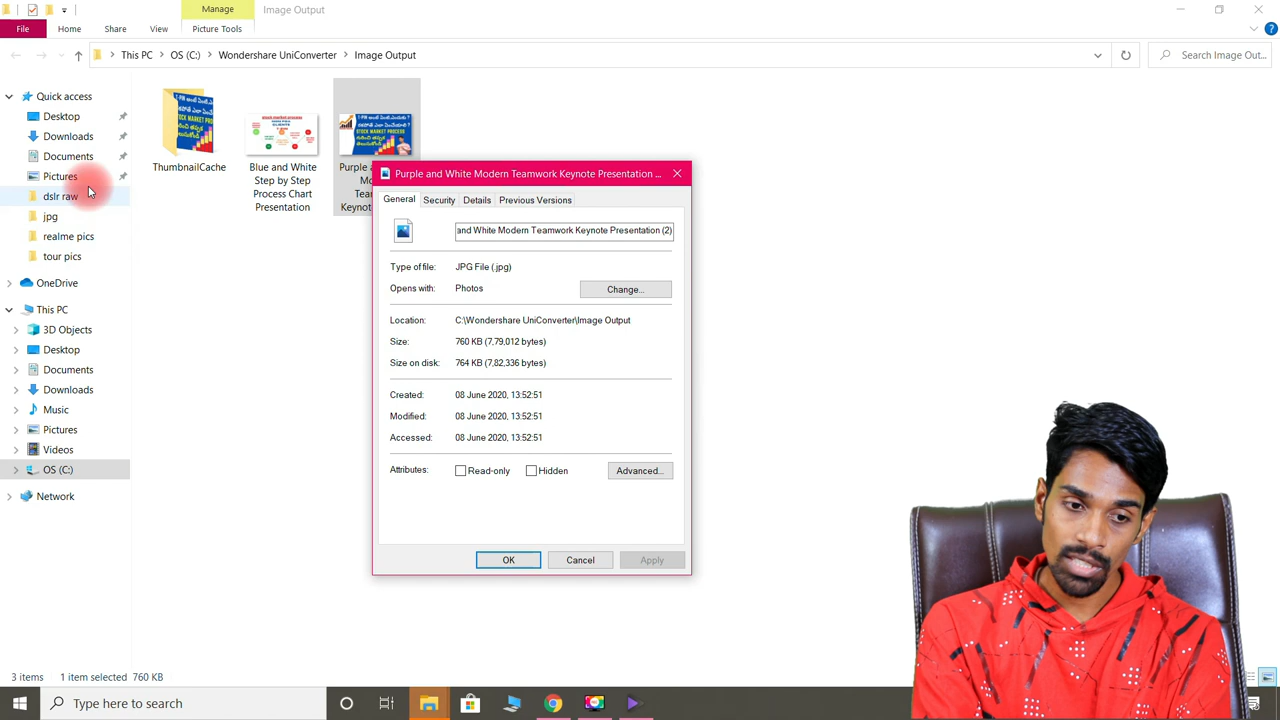 Manage
Image Output
File
Home
Share
View
Picture Tools
This PC
OS (C:)
Wondershare UniConverter
Image Output
Search Image Out...
Quick access
Desktop
Downloads
Documents
Pictures
dslr raw
jpg
realme pics
tour pics
OneDrive
This PC
3D Objects
Desktop
Documents
Downloads
Music
Pictures
Videos
OS (C:)
Network
ThumbnailCache
Blue and White
Step by Step
Process Chart
Presentation
STOCK MARKET PROCESS
Purple and White Modern Teamwork Keynote Presentation ...
General
Security
Details
Previous Versions
and White Modern Teamwork Keynote Presentation (2)
Type of file:
JPG File (.jpg)
Opens with:
Photos
Change...
Location:
C:\Wondershare UniConverter\Image Output
Size:
760 KB (7,79,012 bytes)
Size on disk:
764 KB (7,82,336 bytes)
Created:
08 June 2020, 13:52:51
Modified:
08 June 2020, 13:52:51
Accessed:
08 June 2020, 13:52:51
Attributes:
Read-only
Hidden
Advanced...
OK
Cancel
Apply
3 items
1 item selected
760 KB
Type here to search